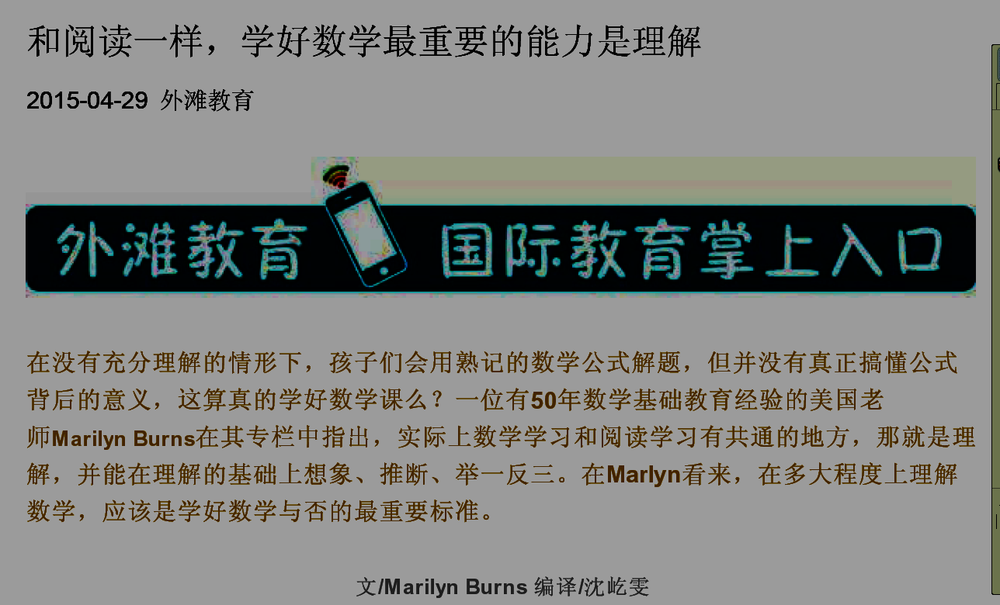 和阅读一样，学好数学最重要的能力是理解
2015-04-29 外滩教育
外滩教育 国际教育掌上入口
在没有充分理解的情形下，孩子们会用熟记的数学公式解题，但并没有真正搞懂公式
背后的意义，这算真的学好数学课么？一位有50年数学基础教育经验的美国老
师Marilyn Burns在其专栏中指出，实际上数学学习和阅读学习有共通的地方，那就是理
解，并能在理解的基础上想象、推断、举一反三。在Marlyn看来，在多大程度上理解
数学，应该是学好数学与否的最重要标准。
文/Marilyn Burns 编译/沈屹雯